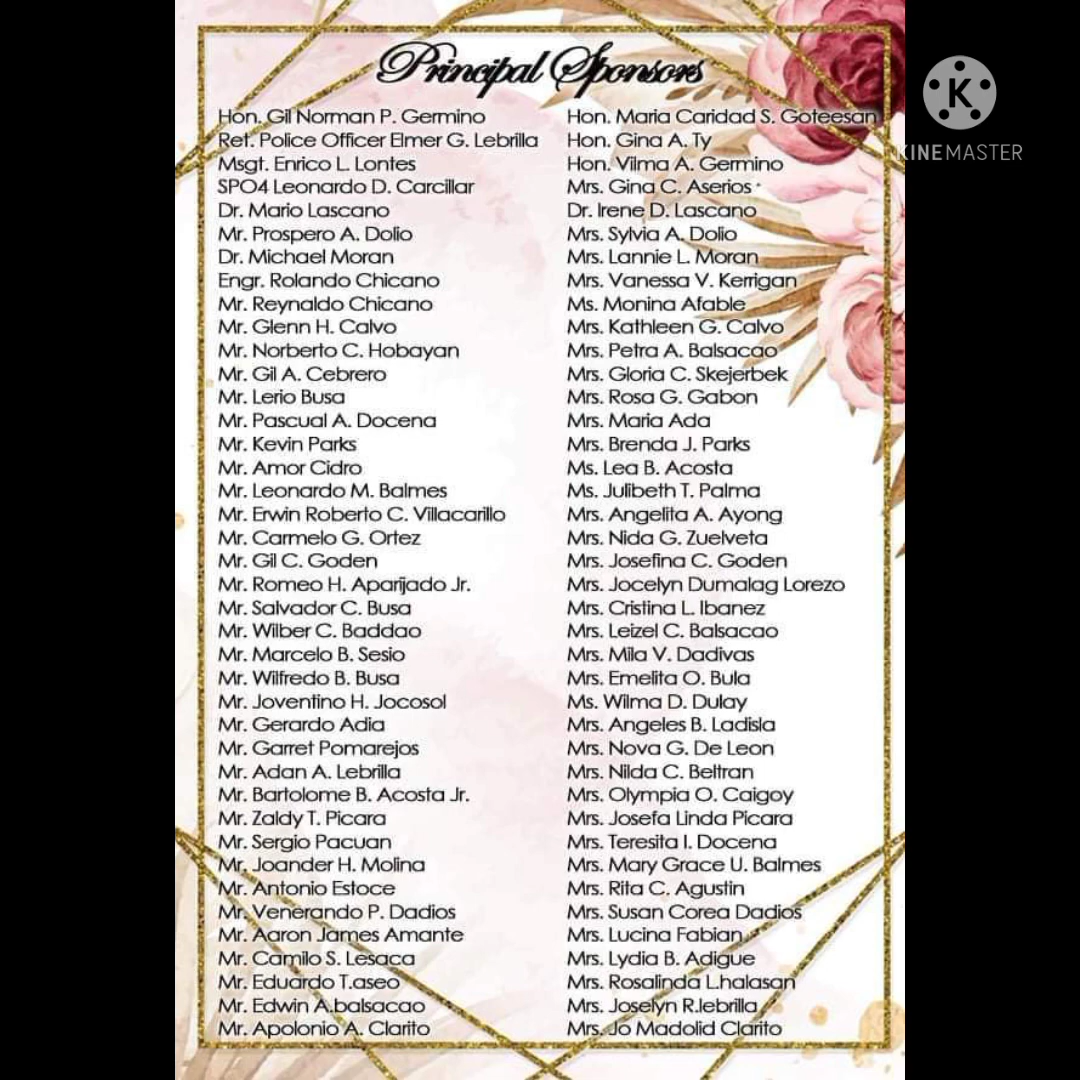 Principal Sponsors
Hon. Gil Norman P. Germino
Ret. Police Officer Elmer G. Lebrilla
Msgt. Enrico L. Lontes
SPO4 Leonardo D. Carcillar
Dr. Mario Lascano
Mr. Prospero A. Dolio
Dr. Michael Moran
Engr. Rolando Chicano
Mr. Reynaldo Chicano
Mr. Glenn H. Calvo
Mr. Norberto C. Hobayan
Mr. Gil A. Cebrero
Mr. Lerio Busa
Mr. Pascual A. Docena
Mr. Kevin Parks
Mr. Amor Cidro
Mr. Leonardo M. Balmes
Mr. Erwin Roberto C. Villacarillo
Mr. Carmelo G. Ortez
Mr. Gil C. Goden
Mr. Romeo H. Aparijado Jr.
Mr. Salvador C. Busa
Mr. Wilber C. Baddao
Mr. Marcelo B. Sesio
Mr. Wilfredo B. Busa
Mr. Joventino H. Jocosol
Mr. Gerardo Adia
Mr. Garret Pomarejos
Mr. Adan A. Lebrilla
Mr. Bartolome B. Acosta Jr.
Mr. Zaldy T. Picara
Mr. Sergio Pacuan
Mr. Joander H. Molina
Mr. Antonio Estoce
Mr. Venerando P. Dadios
Mr. Aaron James Amante
Mr. Camilo S. Lesaca
Mr. Eduardo T.aseo
Mr. Edwin A.balsacao
Mr. Apolonio A. Clarito
Hon. Maria Caridad S. Goteesan
Hon. Gina A. Ty
Hon. Vilma A. Germino
Mrs. Gina C. Aserios
Dr. Irene D. Lascano
Mrs. Sylvia A. Dolio
Mrs. Lannie L. Moran
Mrs. Vanessa V. Kerrigan
Ms. Monina Afable
Mrs. Kathleen G. Calvo
Mrs. Petra A. Balsacao
Mrs. Gloria C. Skejerbek
Mrs. Rosa G. Gabon
Mrs. Maria Ada
Mrs. Brenda J. Parks
Ms. Lea B. Acosta
Ms. Julibeth T. Palma
Mrs. Angelita A. Ayong
Mrs. Nida G. Zuelveta
Mrs. Josefina C. Goden
Mrs. Jocelyn Dumalag Lorezo
Mrs. Cristina L. Ibanez
Mrs. Leizel C. Balsacao
Mrs. Mila V. Dadivas
Mrs. Emelita O. Bula
Ms. Wilma D. Dulay
Mrs. Angeles B. Ladisla
Mrs. Nova G. De Leon
Mrs. Nilda C. Beltran
Mrs. Olympia O. Caigoy
Mrs. Josefa Linda Picara
Mrs. Teresita I. Docena
Mrs. Mary Grace U. Balmes
Mrs. Rita C. Agustin
Mrs. Susan Corea Dadios
Mrs. Lucina Fabian
Mrs. Lydia B. Adigue
Mrs. Rosalinda L.halasan
Mrs. Joselyn R.lebrilla
Mrs. Jo Madolid Clarito
K
KINEMASTER